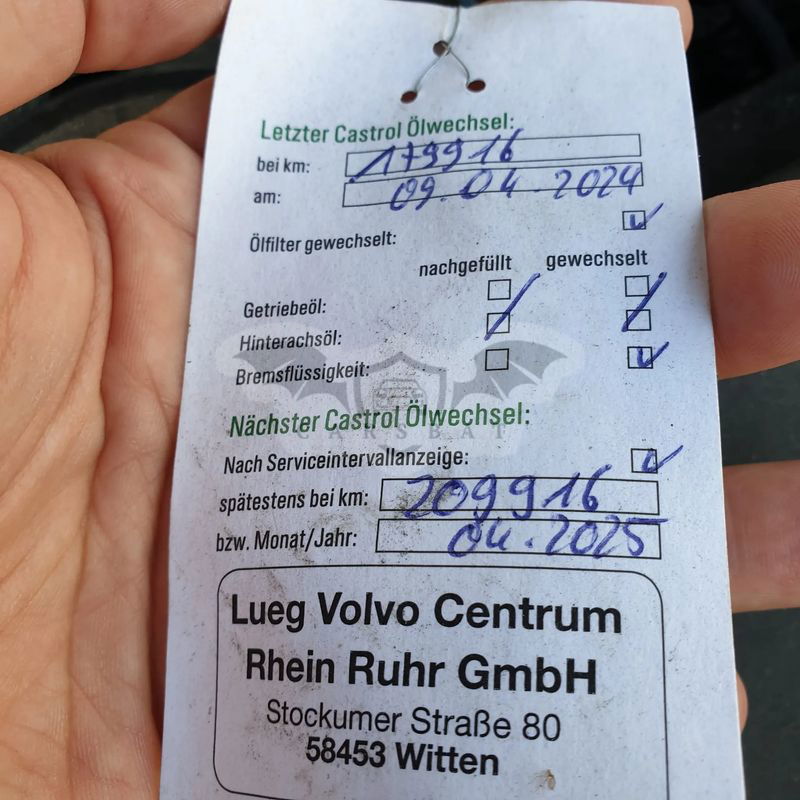 Letzter Castrol Ölwechsel:
bei km: 179916
am: 09.04.2024
Ölfilter gewechselt:
nachgefüllt gewechselt
Getriebeöl:
Hinterachsöl:
Bremsflüssigkeit:
CARSBAT
Nächster Castrol Ölwechsel:
Nach Serviceintervallanzeige:
spätestens bei km: 209916
bzw. Monat/Jahr: 04.2025
Lueg Volvo Centrum
Rhein Ruhr GmbH
Stockumer Straße 80
58453 Witten